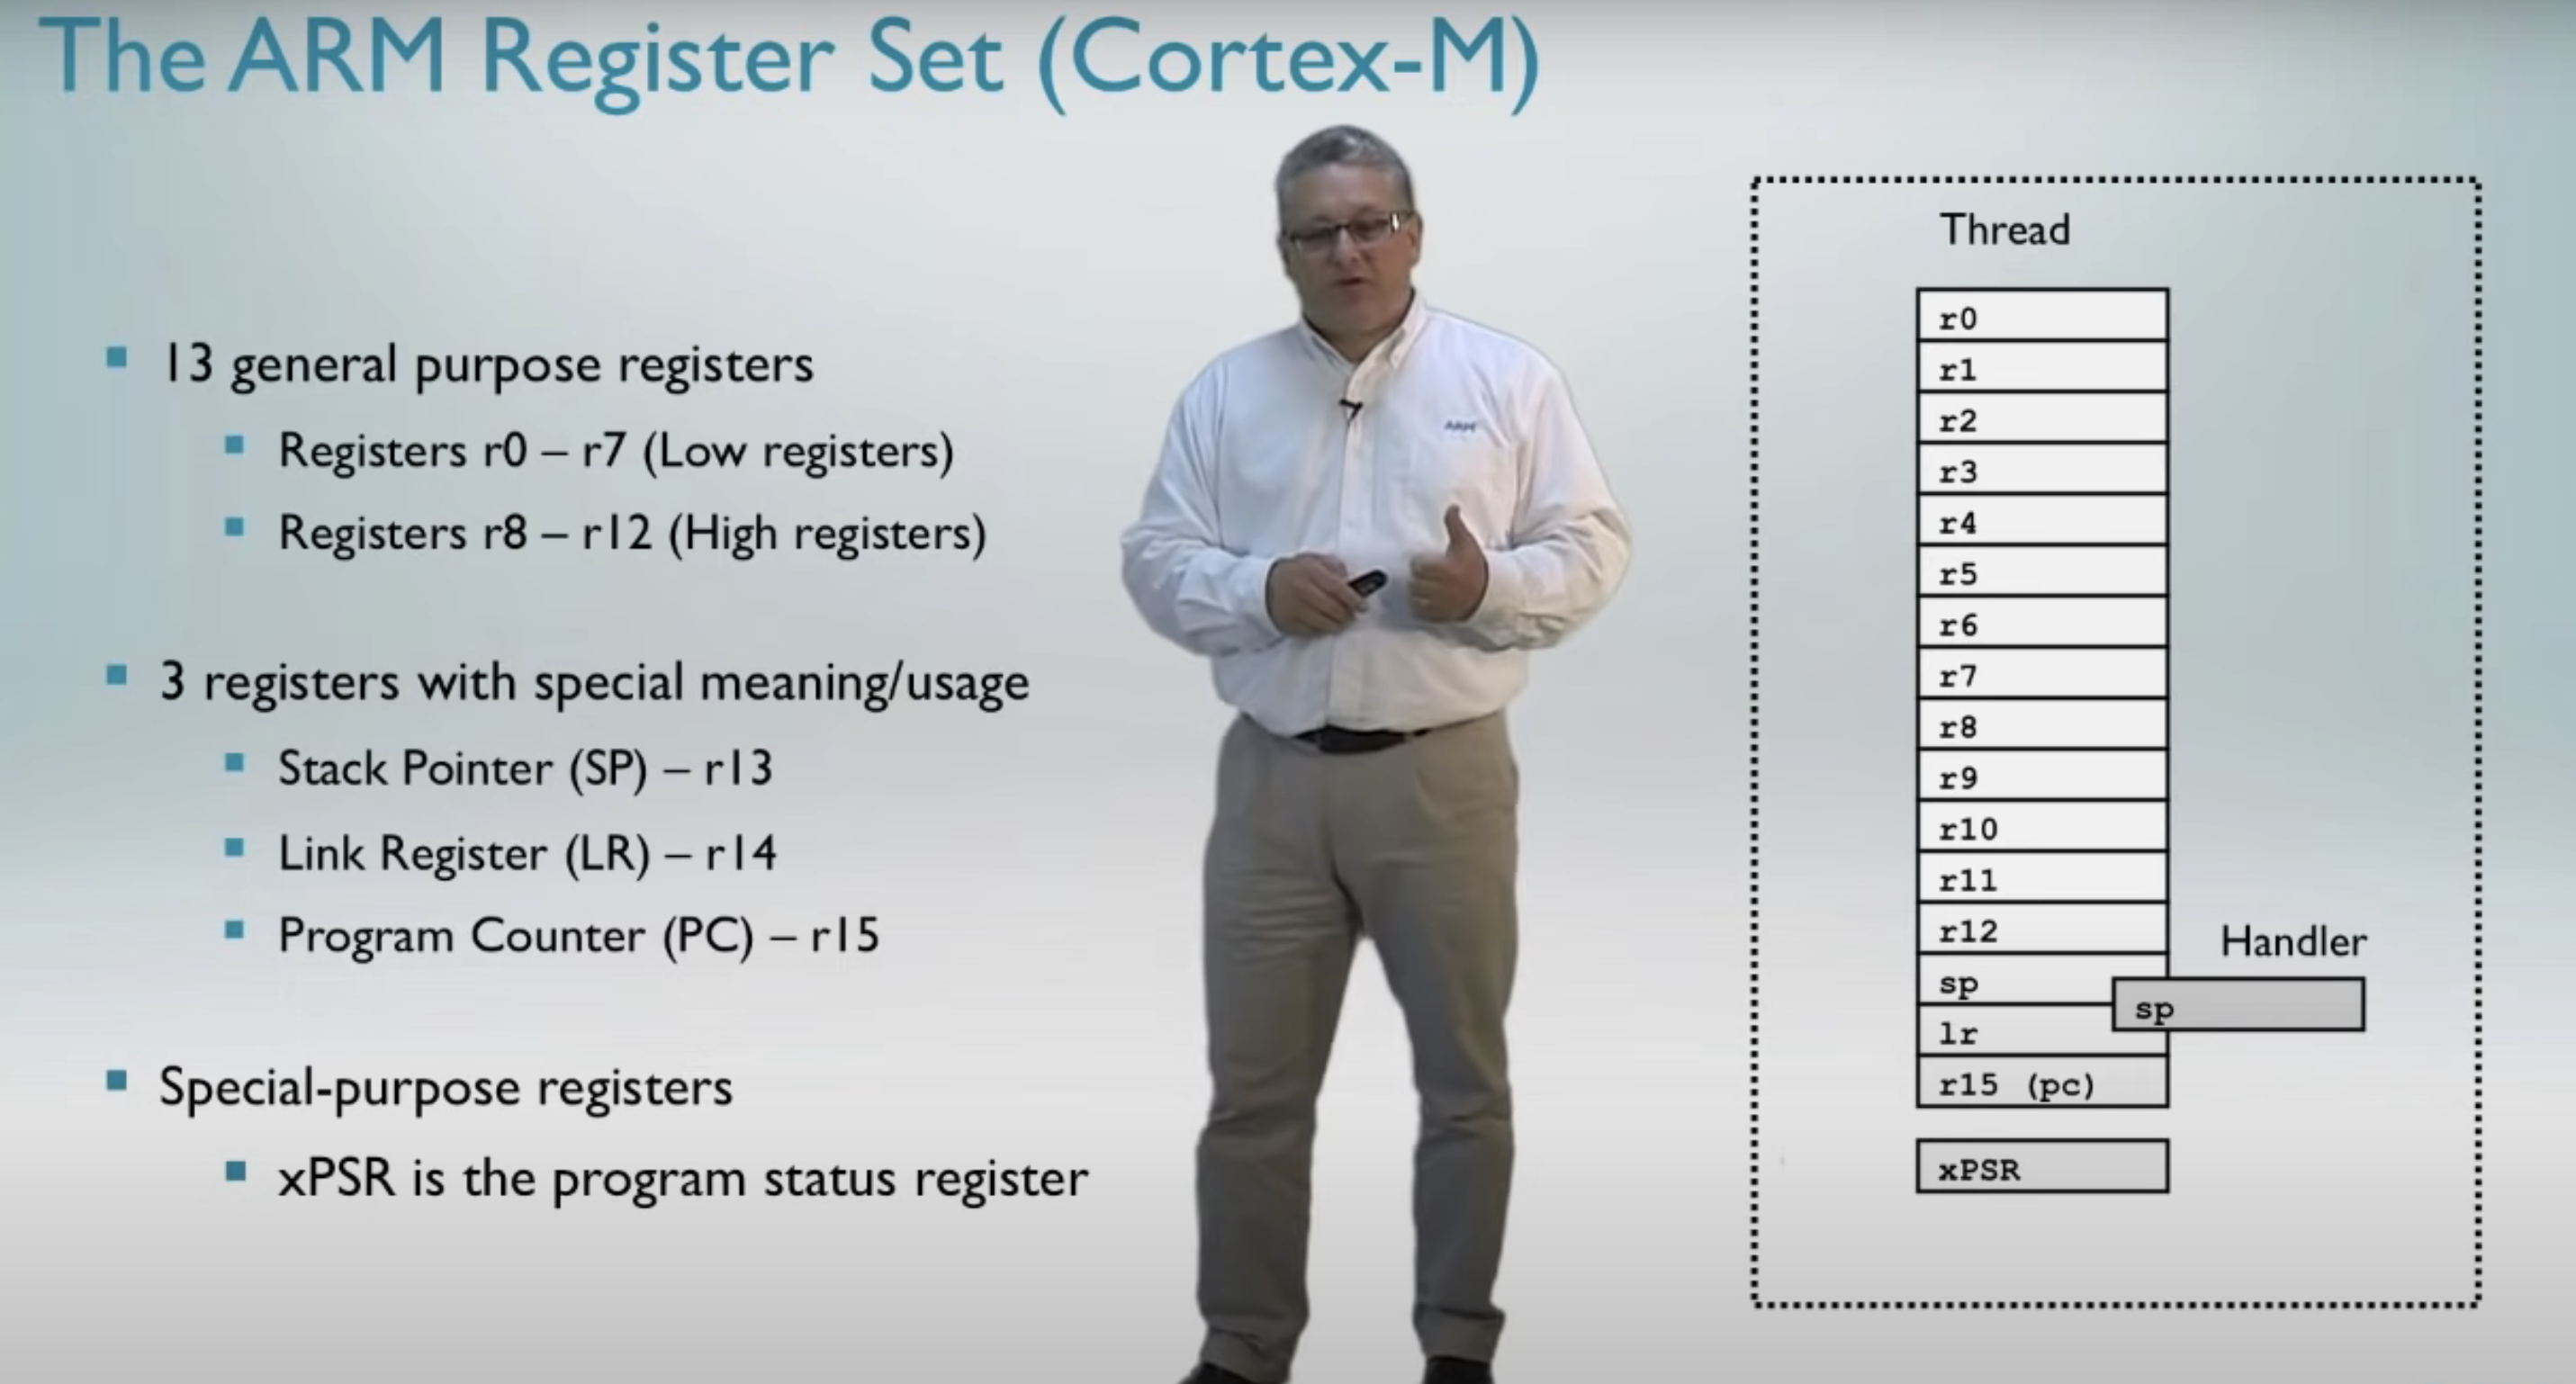 The ARM Register Set (Cortex-M)
13 general purpose registers
Registers r0 – r7 (Low registers)
Registers r8 – r12 (High registers)
3 registers with special meaning/usage
Stack Pointer (SP) – r13
Link Register (LR) – r14
Program Counter (PC) – r15
Special-purpose registers
xPSR is the program status register
ARM
Thread
r0
r1
r2
r3
r4
r5
r6
r7
r8
r9
r10
r11
r12
Handler
sp
sp
lr
r15 (pc)
xPSR